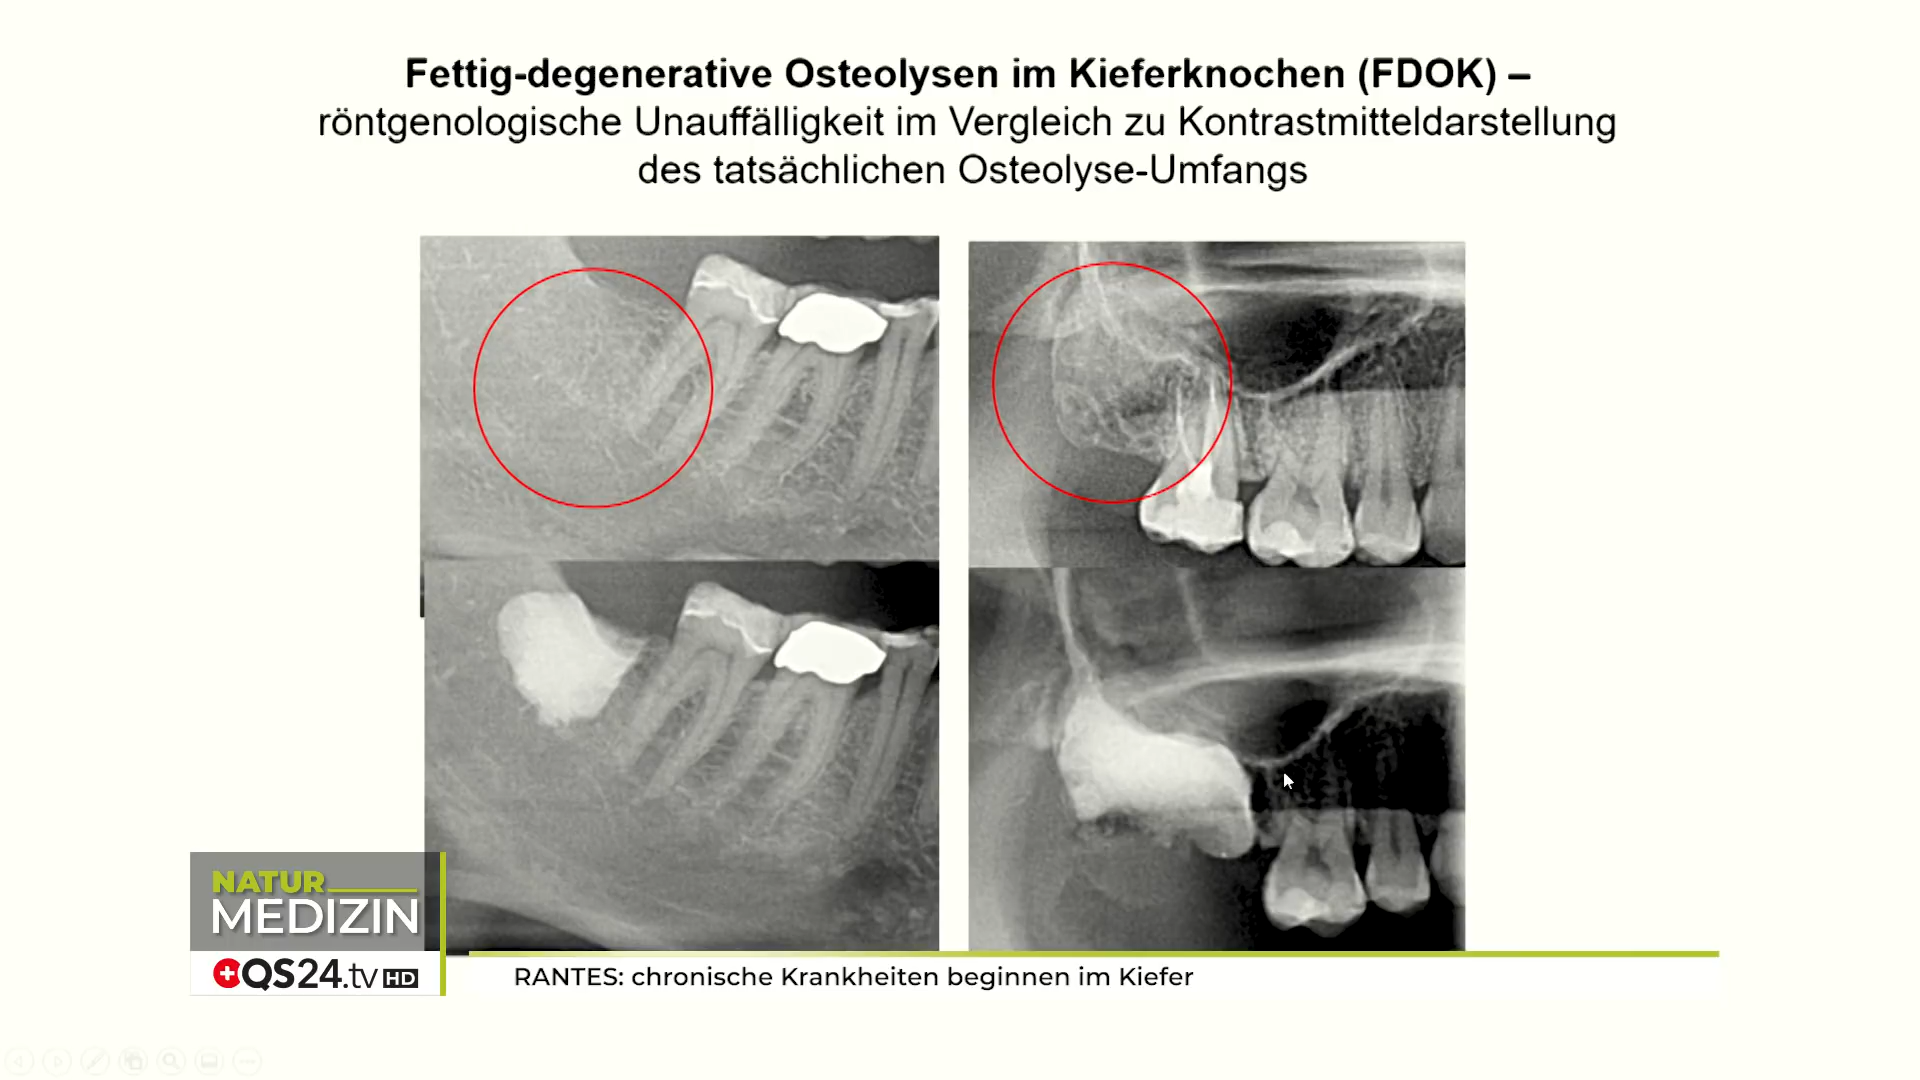 Fettig-degenerative Osteolysen im Kieferknochen (FDOK) –
röntgenologische Unauffälligkeit im Vergleich zu Kontrastmitteldarstellung
des tatsächlichen Osteolyse-Umfangs
NATUR
MEDIZIN
QS24.tv HD
RANTES: chronische Krankheiten beginnen im Kiefer